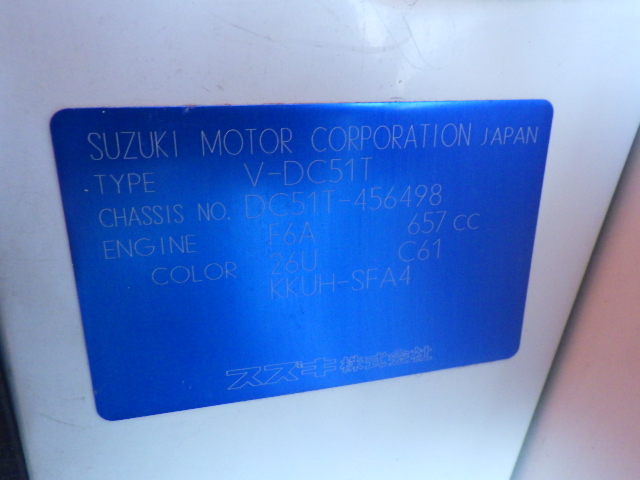 SUZUKI MOTOR CORPORATION JAPAN
TYPE V-DC51T
CHASSIS NO. DC51T-456498
ENGINE F6A 657 CC
COLOR 26U C61
KKUH-SFA4
スズキ株式会社